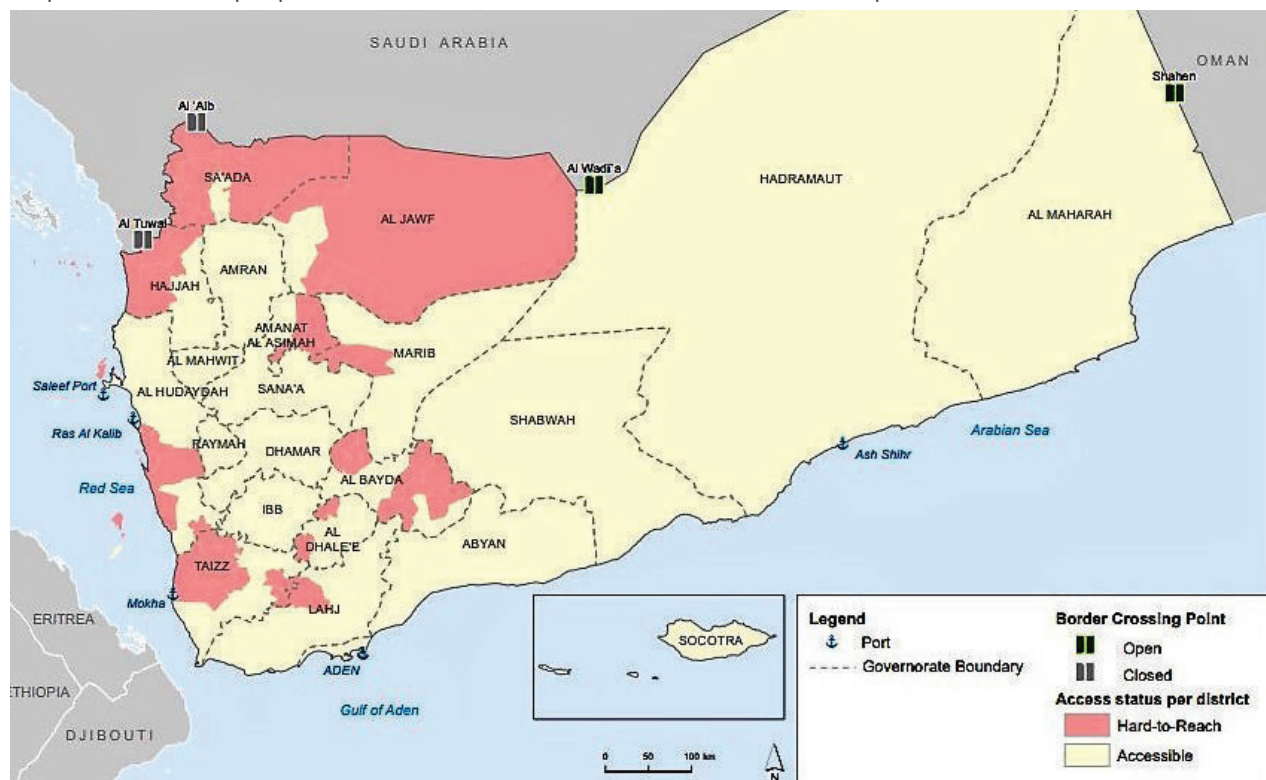 SAUDI ARABIA
OMAN
Shahen
Al 'Alb
Al Wadi'a
SA'ADA
HADRAMAUT
AL JAWF
AL MAHARAH
Al Tuwal
AMRAN
HAJJAH
AMANAT
AL ASIMAH
MARIB
AL MAHWIT
Saleef Port
AL HUDAYDAH
SANA'A
SHABWAH
Ras Al Kalib
RAYMAH
DHAMAR
Arabian Sea
Ash Shihr
AL BAYDA
Red Sea
IBB
AL
DHALE'E
ABYAN
TAIZZ
Mokha
LAHJ
ERITREA
SOCOTRA
ADEN
ETHIOPIA
Gulf of Aden
DJIBOUTI
Legend
Port
Governorate Boundary
Border Crossing Point
Open
Closed
Access status per district
Hard-to-Reach
Accessible
0 50 100 km
N